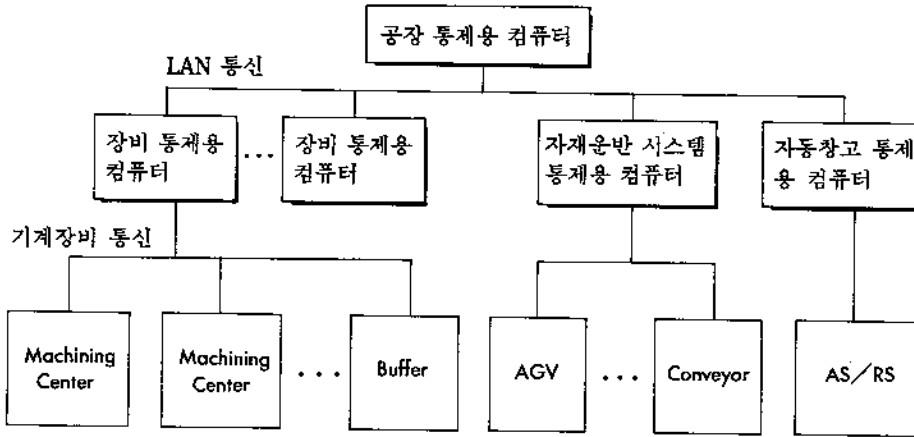 공장 통제용 컴퓨터
LAN 통신
장비 통제용
컴퓨터
...
장비 통제용
컴퓨터
자재운반 시스템
통제용 컴퓨터
자동창고 통제
용 컴퓨터
기계장비 통신
Machining
Center
Machining
Center
...
Buffer
AGV
...
Conveyor
AS/RS